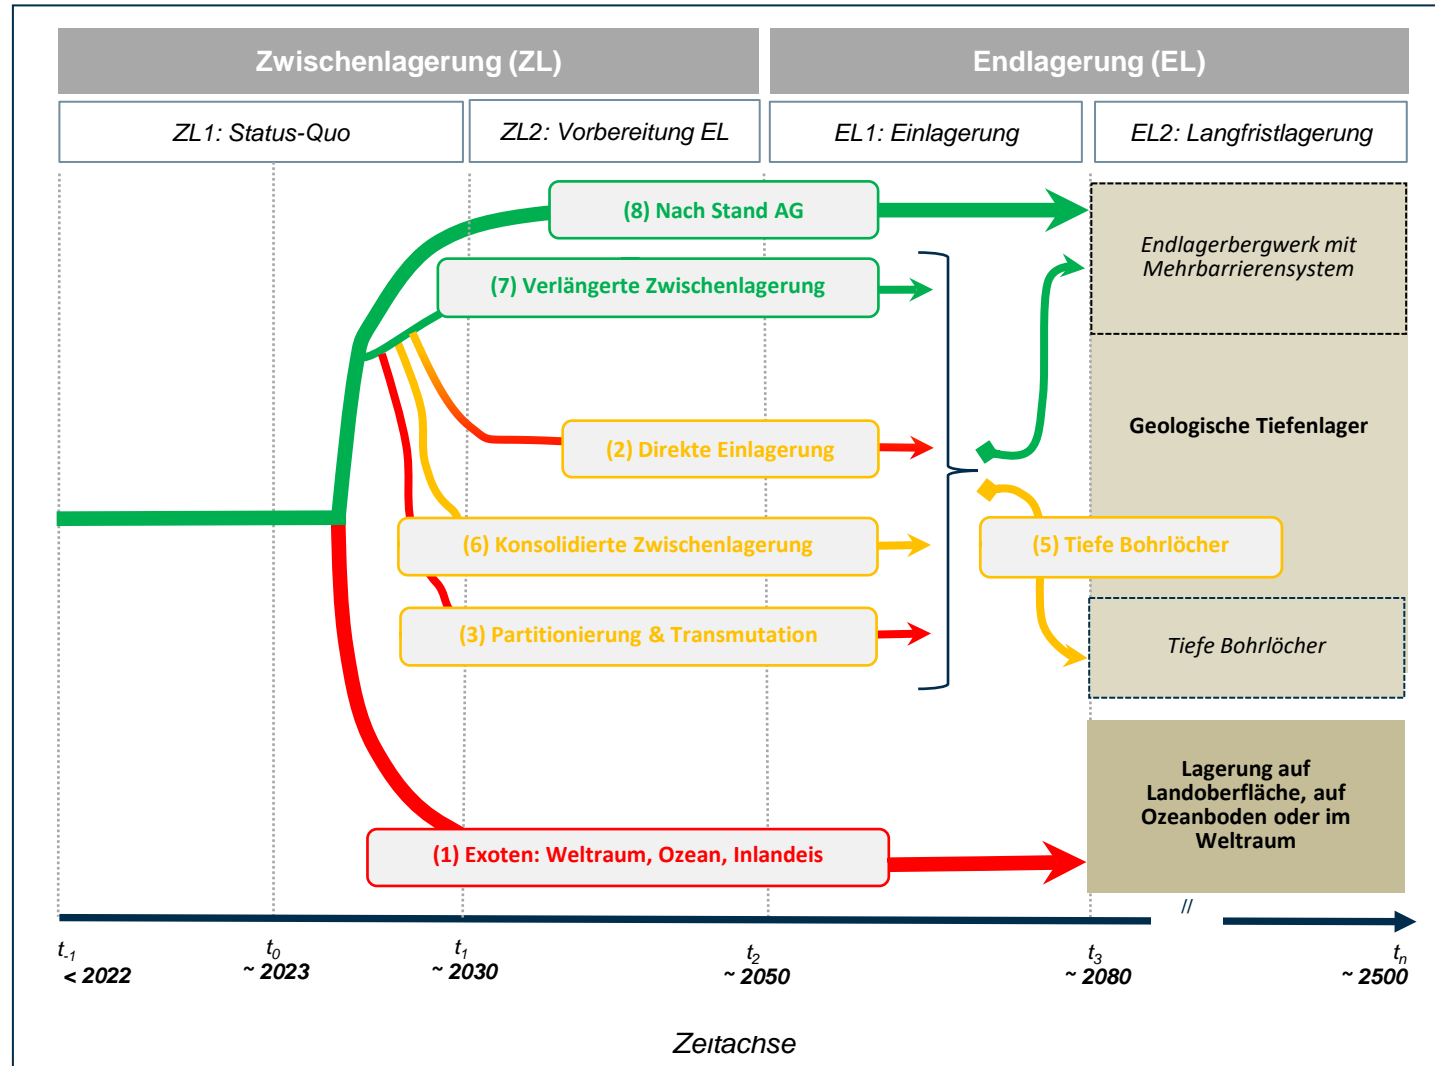 Zwischenlagerung (ZL)
Endlagerung (EL)
ZL1: Status-Quo
ZL2: Vorbereitung EL
EL1: Einlagerung
EL2: Langfristlagerung
(8) Nach Stand AG
(7) Verlängerte Zwischenlagerung
(2) Direkte Einlagerung
(6) Konsolidierte Zwischenlagerung
(3) Partitionierung & Transmutation
(1) Exoten: Weltraum, Ozean, Inlandeis
(5) Tiefe Bohrlöcher
Endlagerbergwerk mit
Mehrbarrierensystem
Geologische Tiefenlager
Tiefe Bohrlöcher
Lagerung auf
Landoberfläche, auf
Ozeanboden oder im
Weltraum
//
t-1
< 2022
t0
~ 2023
t1
~ 2030
t2
~ 2050
t3
~ 2080
tn
~ 2500
Zeitachse